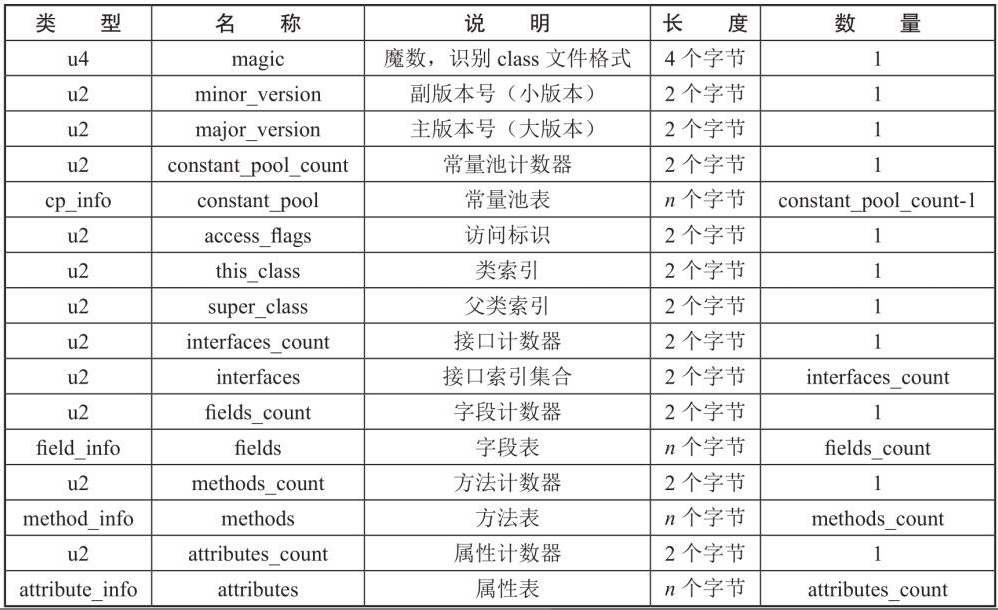 类 型 名 称 说 明 长 度 数 量
u4 magic 魔数，识别 class 文件格式 4 个字节 1
u2 minor_version 副版本号（小版本） 2 个字节 1
u2 major_version 主版本号（大版本） 2 个字节 1
u2 constant_pool_count 常量池计数器 2 个字节 1
cp_info constant_pool 常量池表 n 个字节 constant_pool_count-1
u2 access_flags 访问标识 2 个字节 1
u2 this_class 类索引 2 个字节 1
u2 super_class 父类索引 2 个字节 1
u2 interfaces_count 接口计数器 2 个字节 1
u2 interfaces 接口索引集合 2 个字节 interfaces_count
u2 fields_count 字段计数器 2 个字节 1
field_info fields 字段表 n 个字节 fields_count
u2 methods_count 方法计数器 2 个字节 1
method_info methods 方法表 n 个字节 methods_count
u2 attributes_count 属性计数器 2 个字节 1
attribute_info attributes 属性表 n 个字节 attributes_count